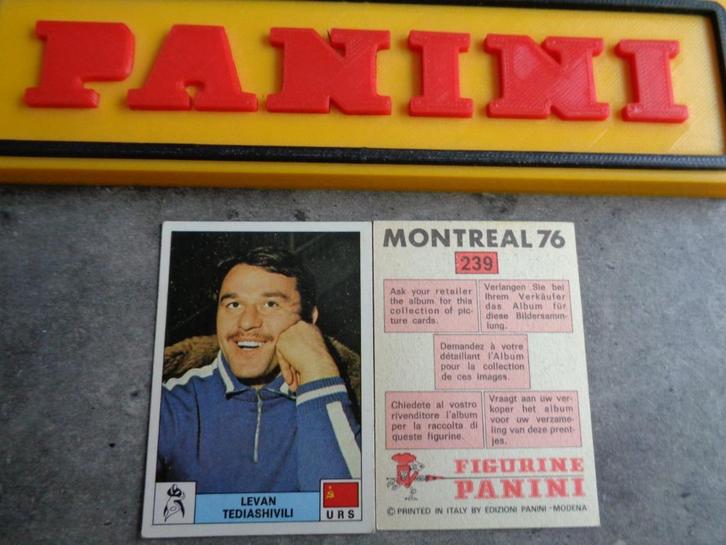 PANINI
LEVAN
TEDIASHIVILI
URS
MONTREAL 76
239
Ask your retailer
the album for this
collection of pic-
ture cards.
Verlangen Sie bei
Ihrem Verkäufer
das Album für
diese Bildersamm-
lung.
Demandez à votre
détaillant l'Album
pour la collection
de ces images.
Chiedete al vostro
rivenditore l'album
per la raccolta di
queste figurine.
Vraagt aan uw ver-
koper het album
voor uw verzame-
ling van deze prent-
jes.
FIGURINE
PANINI
© PRINTED IN ITALY BY EDIZIONI PANINI - MODENA